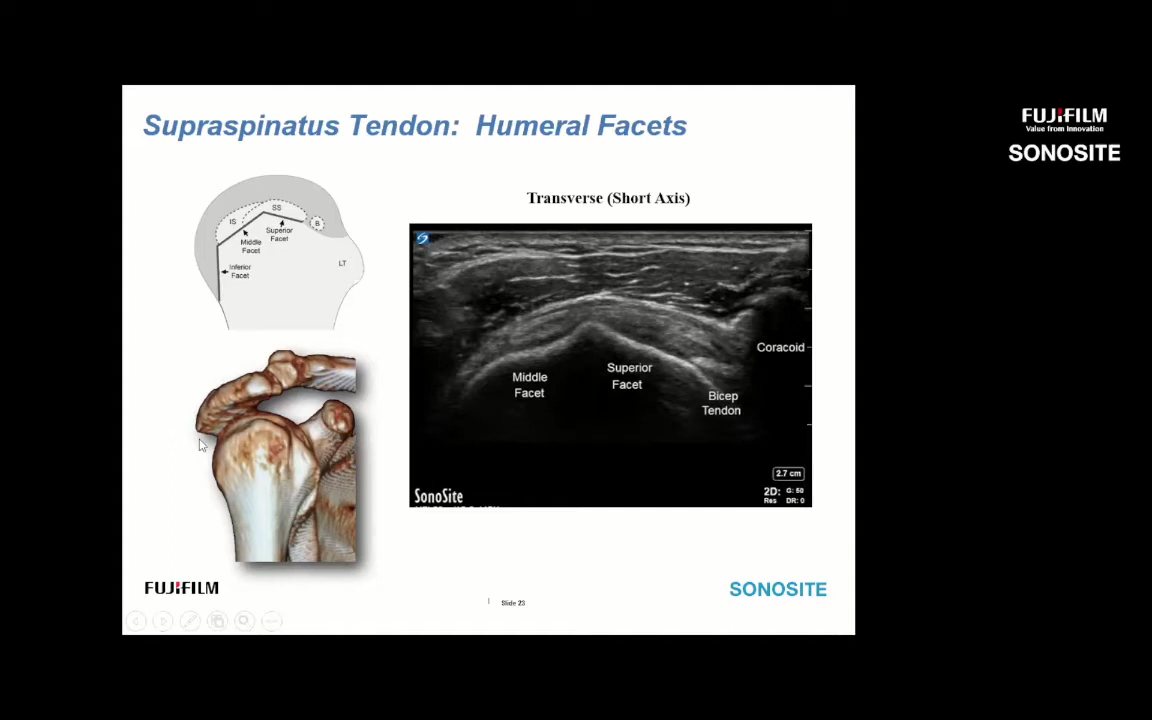 Supraspinatus Tendon: Humeral Facets
FUJIFILM
Value from Innovation
SONOSITE
Transverse (Short Axis)
SS
IS
B
Superior
Facet
Middle
Facet
LT
Inferior
Facet
Coracoid
Middle
Facet
Superior
Facet
Bicep
Tendon
2.7 cm
SonoSite
2D:
G: 50
Res
DR: 0
FUJIFILM
SONOSITE
Slide 23